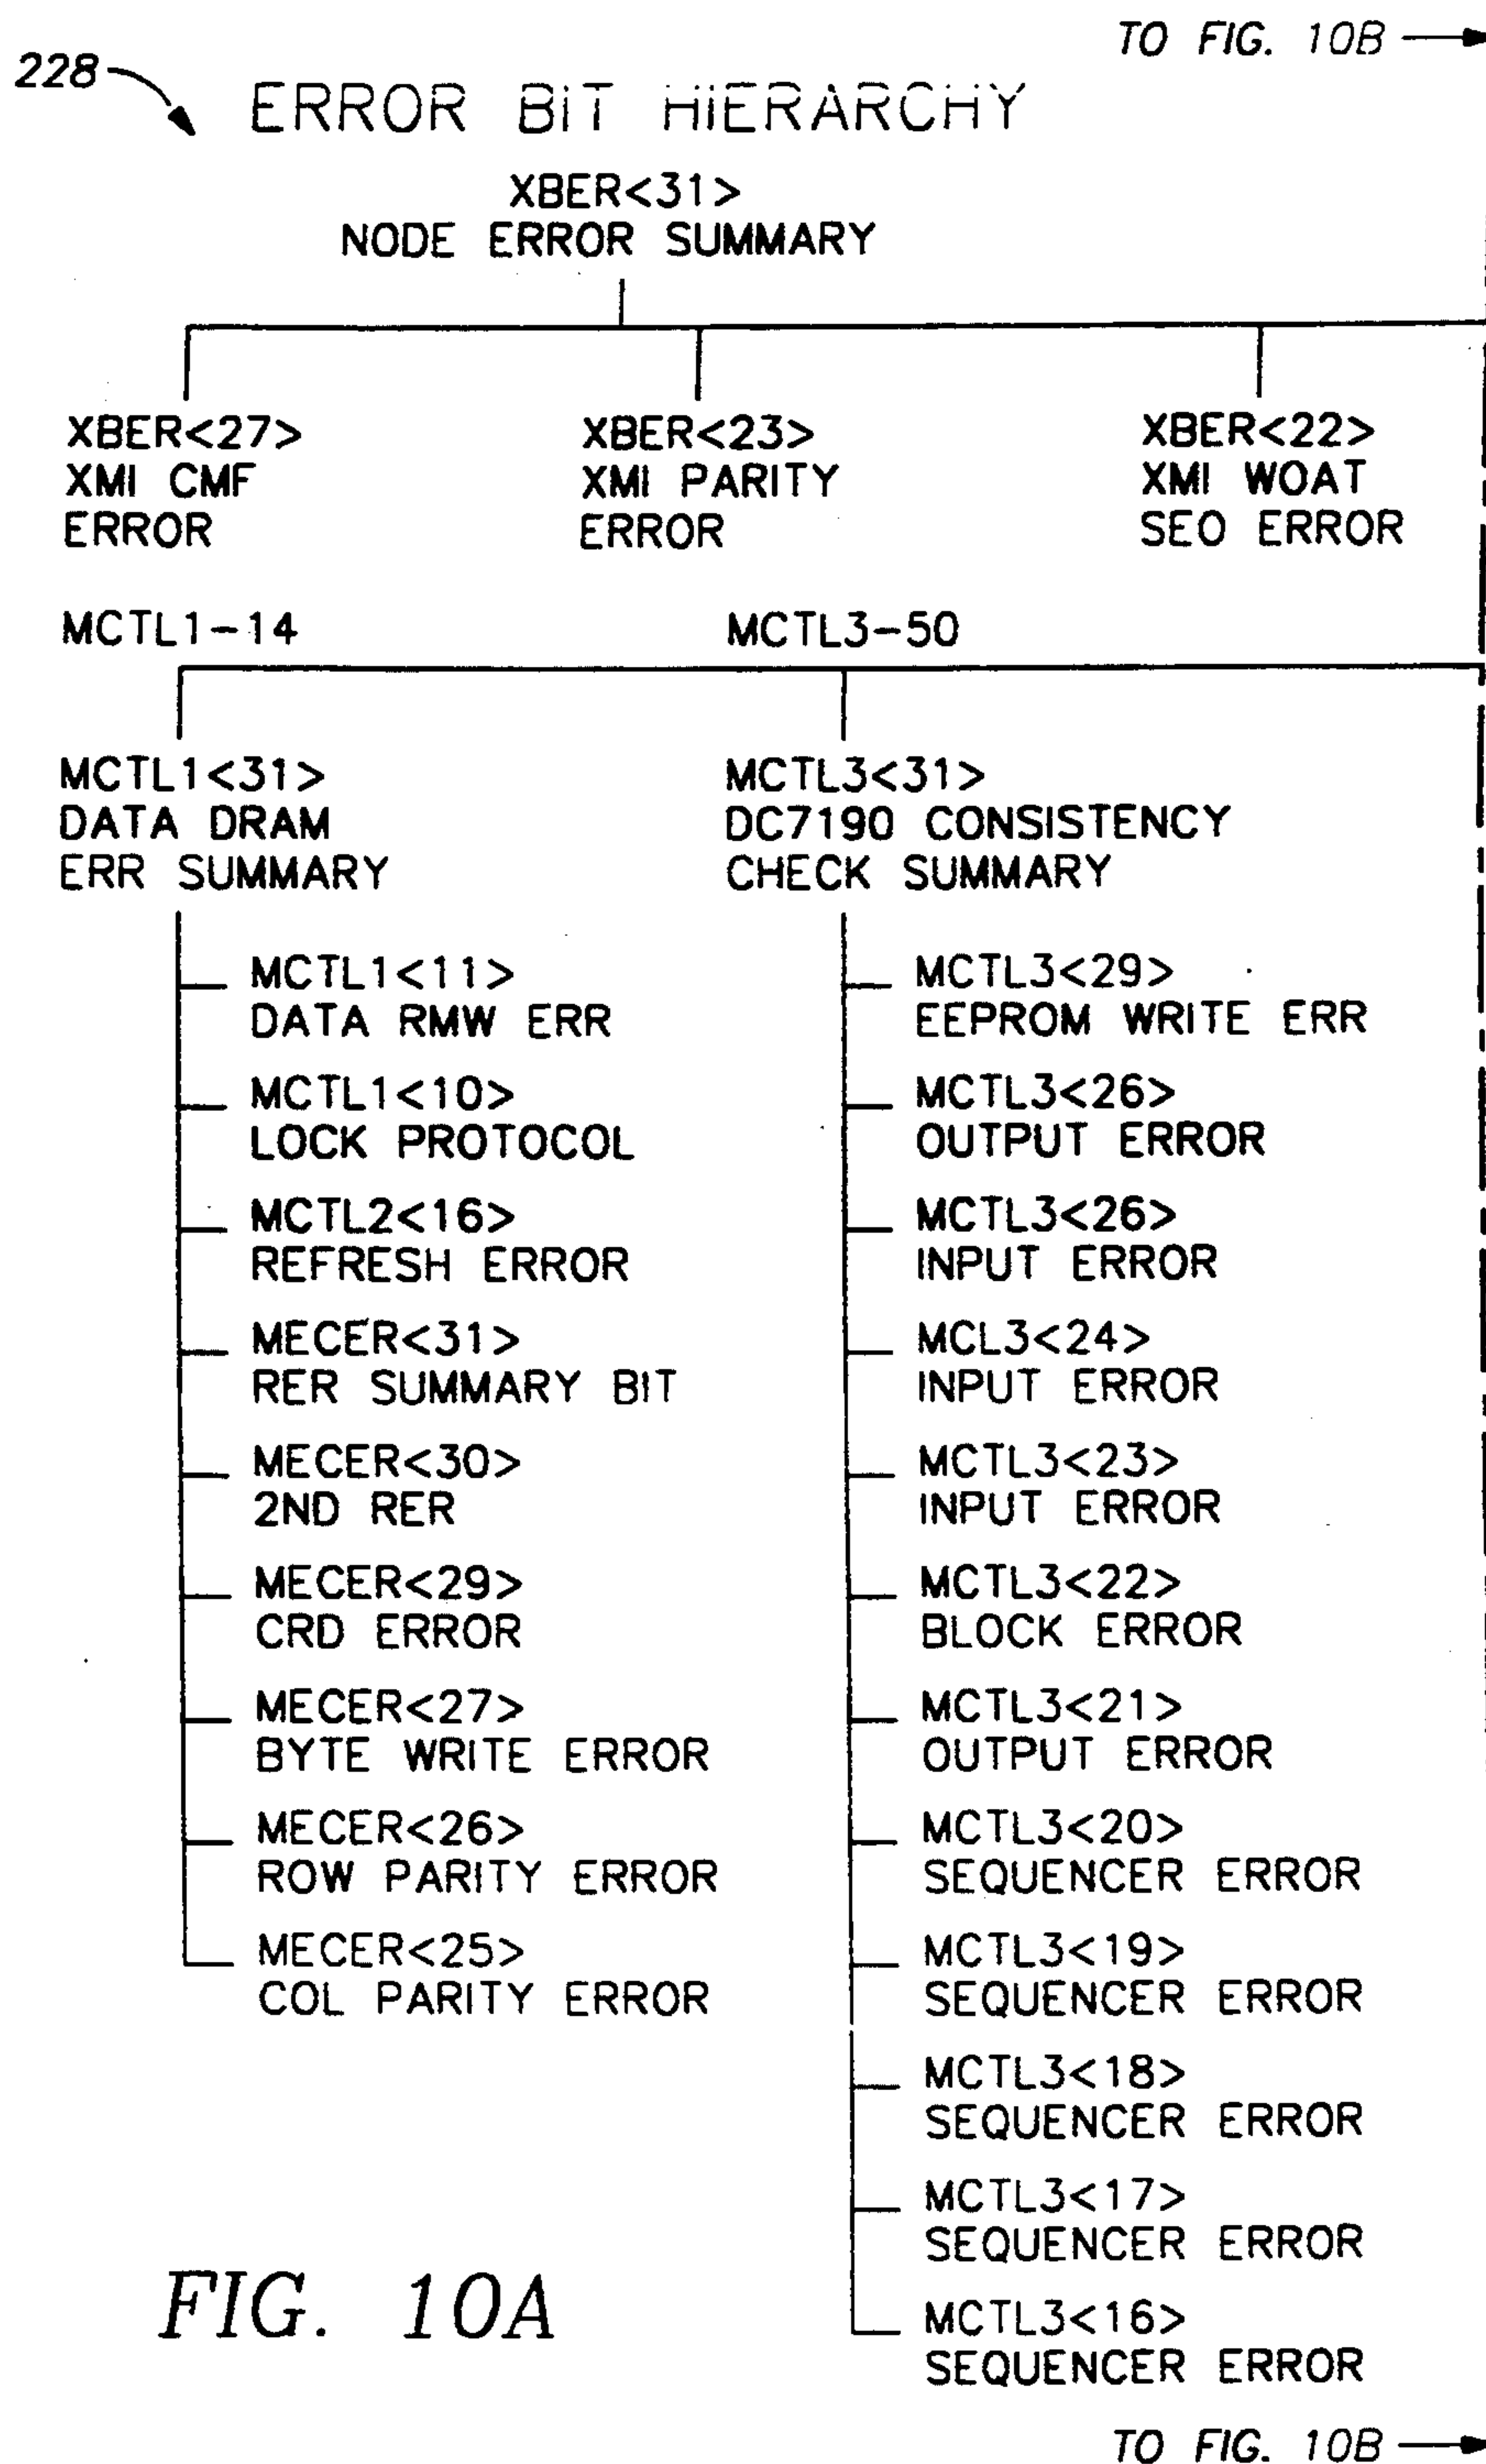 TO FIG. 10B
228
ERROR BIT HIERARCHY
XBER<31>
NODE ERROR SUMMARY
XBER<27>
XMI CMF
ERROR
XBER<23>
XMI PARITY
ERROR
XBER<22>
XMI WOAT
SEO ERROR
MCTL1-14
MCTL3-50
MCTL1<31>
DATA DRAM
ERR SUMMARY
MCTL1<11>
DATA RMW ERR
MCTL1<10>
LOCK PROTOCOL
MCTL2<16>
REFRESH ERROR
MECER<31>
RER SUMMARY BIT
MECER<30>
2ND RER
MECER<29>
CRD ERROR
MECER<27>
BYTE WRITE ERROR
MECER<26>
ROW PARITY ERROR
MECER<25>
COL PARITY ERROR
MCTL3<31>
DC7190 CONSISTENCY
CHECK SUMMARY
MCTL3<29>
EEPROM WRITE ERR
MCTL3<26>
OUTPUT ERROR
MCTL3<26>
INPUT ERROR
MCL3<24>
INPUT ERROR
MCTL3<23>
INPUT ERROR
MCTL3<22>
BLOCK ERROR
MCTL3<21>
OUTPUT ERROR
MCTL3<20>
SEQUENCER ERROR
MCTL3<19>
SEQUENCER ERROR
MCTL3<18>
SEQUENCER ERROR
MCTL3<17>
SEQUENCER ERROR
MCTL3<16>
SEQUENCER ERROR
FIG. 10A
TO FIG. 10B